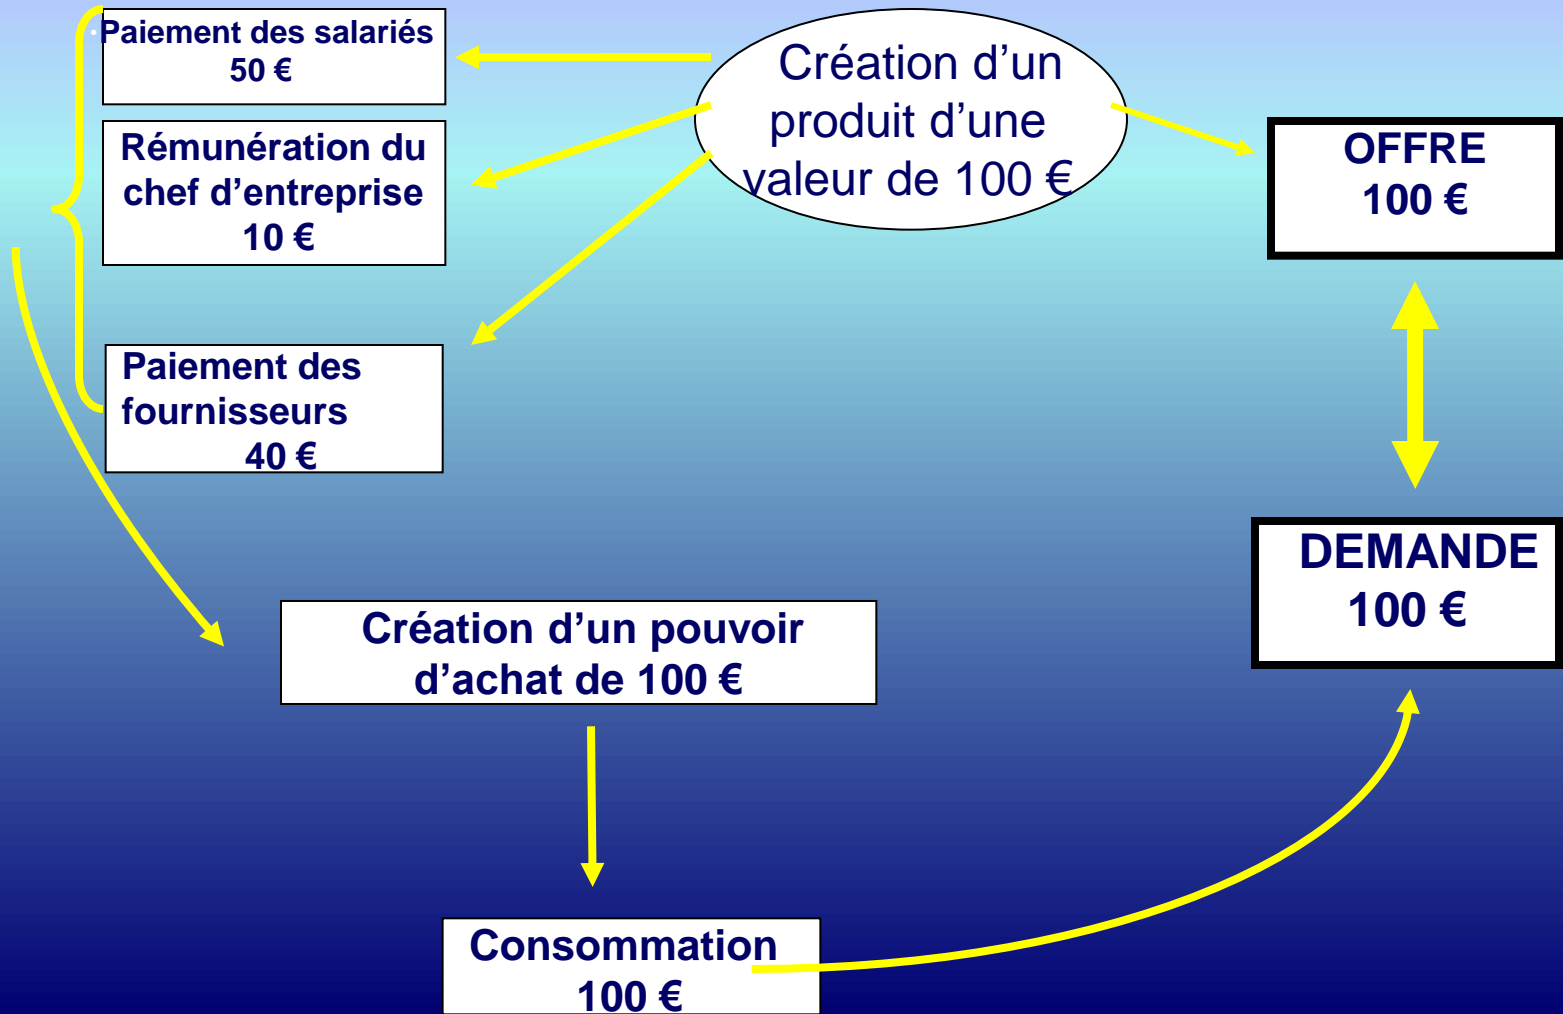 Paiement des salariés
50 €
Rémunération du
chef d’entreprise
10 €
Paiement des
fournisseurs
40 €
Création d’un
produit d’une
valeur de 100 €
OFFRE
100 €
DEMANDE
100 €
Création d’un pouvoir
d’achat de 100 €
Consommation
100 €